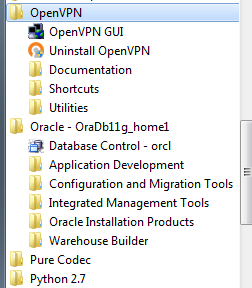 OpenVPN
OpenVPN GUI
Uninstall OpenVPN
Documentation
Shortcuts
Utilities
Oracle - OraDb11g_home1
Database Control - orcl
Application Development
Configuration and Migration Tools
Integrated Management Tools
Oracle Installation Products
Warehouse Builder
Pure Codec
Python 2.7